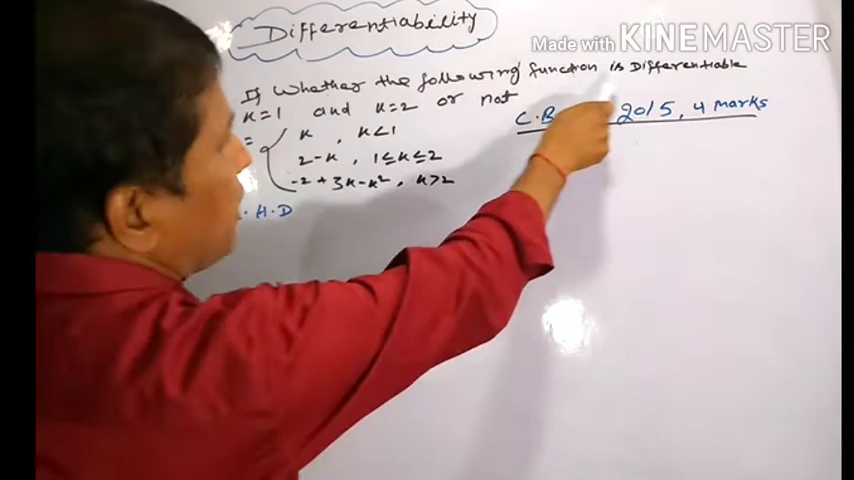 Differentiability
Made with KINEMASTER
If Whether the following function is Differentiable
x=1 and x=2 or not
C.B 2015, 4 marks
= x, x<1
2-x, 1≤x≤2
-2+3x-x², x>2
.H.D